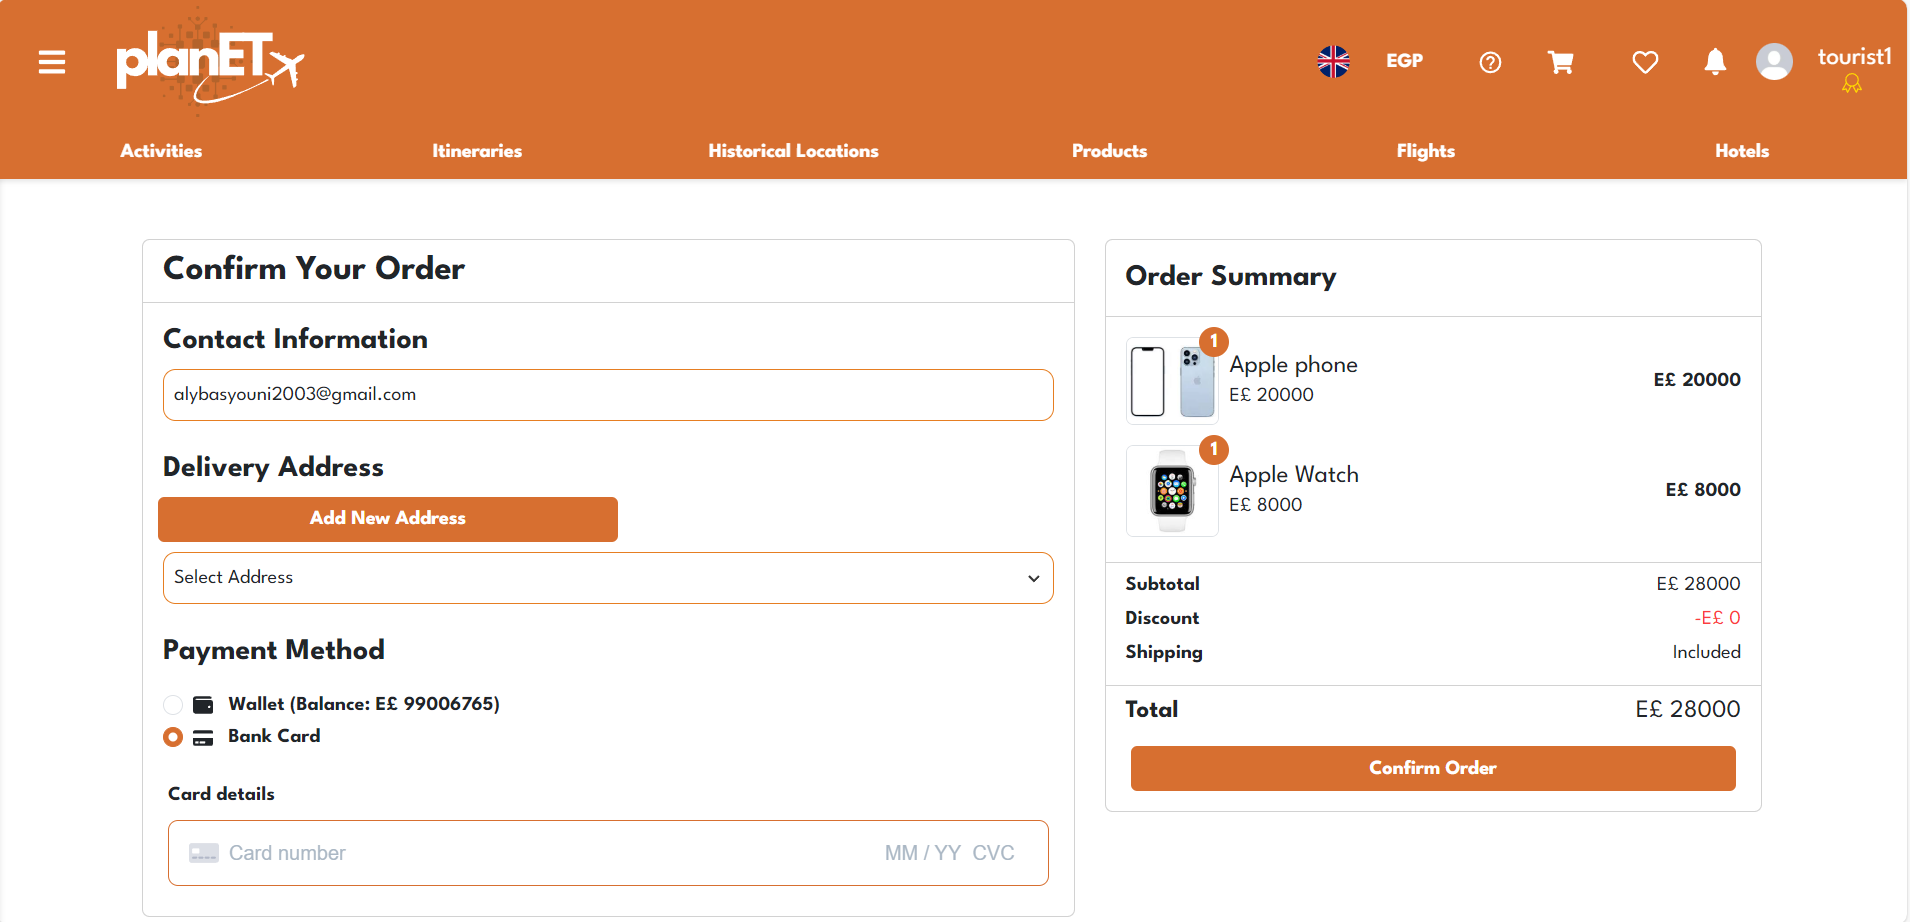 planET
EGP
tourist1
Activities
Itineraries
Historical Locations
Products
Flights
Hotels
Confirm Your Order
Contact Information
alybasyouni2003@gmail.com
Delivery Address
Add New Address
Select Address
Payment Method
Wallet (Balance: E£ 99006765)
Bank Card
Card details
Card number MM / YY CVC
Order Summary
1
Apple phone
E£ 20000
E£ 20000
1
Apple Watch
E£ 8000
E£ 8000
Subtotal E£ 28000
Discount -E£ 0
Shipping Included
Total E£ 28000
Confirm Order